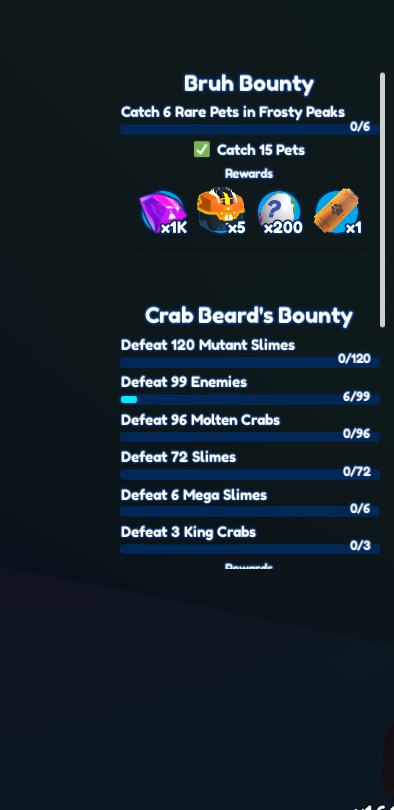 Bruh Bounty
Catch 6 Rare Pets in Frosty Peaks
0/6
✅ Catch 15 Pets
Rewards
x1K x5 x200 x1
Crab Beard's Bounty
Defeat 120 Mutant Slimes
0/120
Defeat 99 Enemies
6/99
Defeat 96 Molten Crabs
0/96
Defeat 72 Slimes
0/72
Defeat 6 Mega Slimes
0/6
Defeat 3 King Crabs
0/3
Rewards